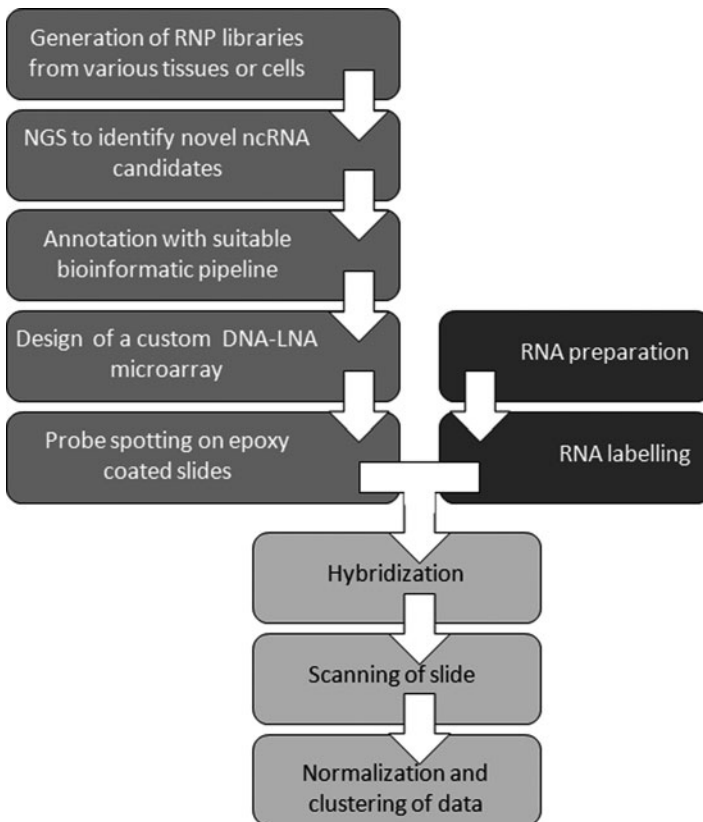 Generation of RNP libraries
from various tissues or cells
NGS to identify novel ncRNA
candidates
Annotation with suitable
bioinformatic pipeline
Design of a custom DNA-LNA
microarray
Probe spotting on epoxy
coated slides
RNA preparation
RNA labelling
Hybridization
Scanning of slide
Normalization and
clustering of data